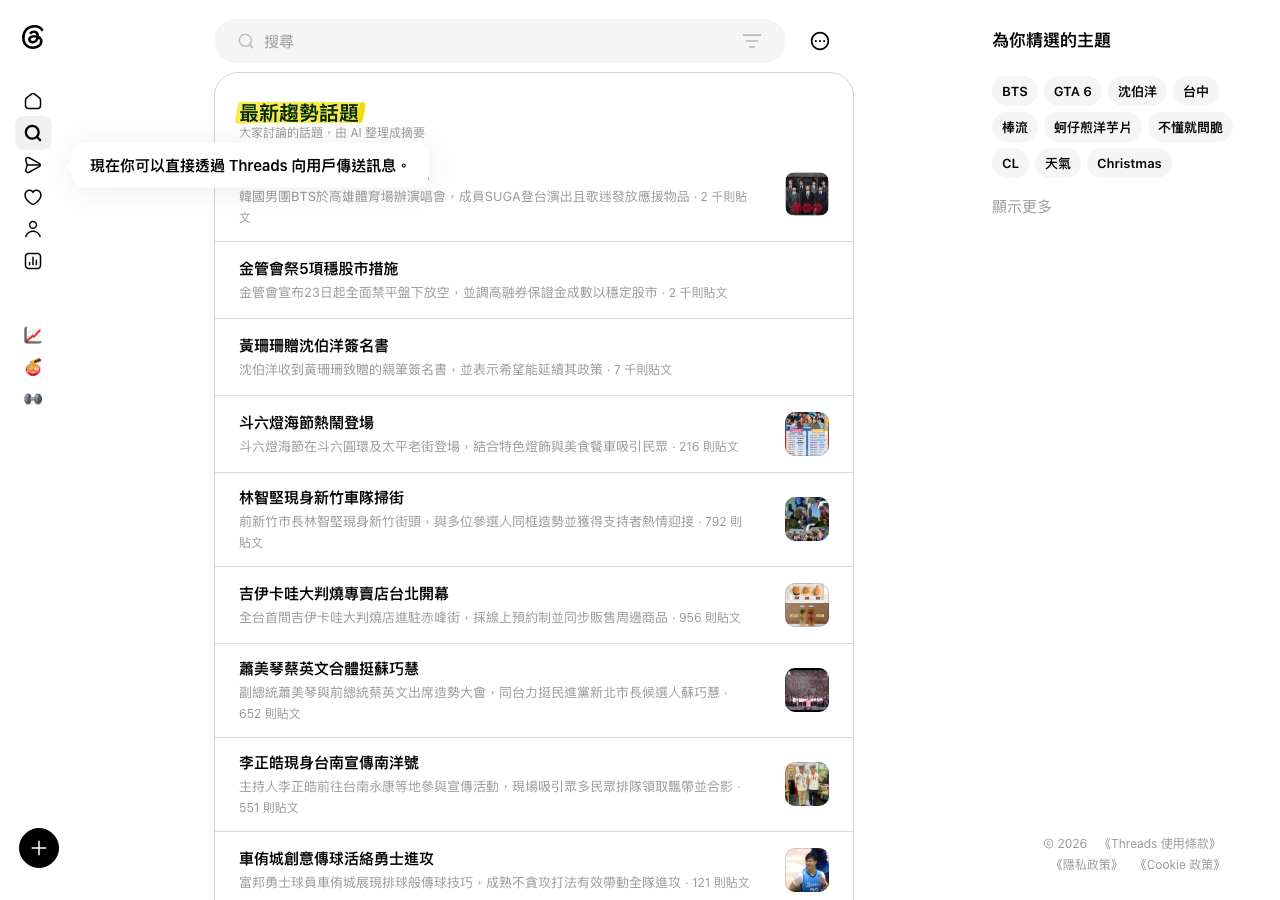 搜尋
最新趨勢話題
大家討論的話題，由 AI 整理成摘要
現在你可以直接透過 Threads 向用戶傳送訊息。
韓國男團BTS於高雄體育場辦演唱會，成員SUGA登台演出且歌迷發放應援物品 · 2 千則貼
文
金管會祭5項穩股市措施
金管會宣布23日起全面禁平盤下放空，並調高融券保證金成數以穩定股市 · 2 千則貼文
黃珊珊贈沈伯洋簽名書
沈伯洋收到黃珊珊致贈的親筆簽名書，並表示希望能延續其政策 · 7 千則貼文
斗六燈海節熱鬧登場
斗六燈海節在斗六圓環及太平老街登場，結合特色燈飾與美食餐車吸引民眾 · 216 則貼文
林智堅現身新竹車隊掃街
前新竹市長林智堅現身新竹街頭，與多位參選人同框造勢並獲得支持者熱情迎接 · 792 則
貼文
吉伊卡哇大判燒專賣店台北開幕
全台首間吉伊卡哇大判燒店進駐赤峰街，採線上預約制並同步販售周邊商品 · 956 則貼文
蕭美琴蔡英文合體挺蘇巧慧
副總統蕭美琴與前總統蔡英文出席造勢大會，同台力挺民進黨新北市長候選人蘇巧慧 ·
652 則貼文
李正皓現身台南宣傳南洋號
主持人李正皓前往台南永康等地參與宣傳活動，現場吸引眾多民眾排隊領取飄帶並合影 ·
551 則貼文
車侑城創意傳球活絡勇士進攻
富邦勇士球員車侑城展現排球般傳球技巧，成熟不貪攻打法有效帶動全隊進攻 · 121 則貼文
為你精選的主題
BTS
GTA 6
沈伯洋
台中
棒流
蚵仔煎洋芋片
不懂就問脆
CL
天氣
Christmas
顯示更多
© 2026 《Threads 使用條款》
《隱私政策》 《Cookie 政策》